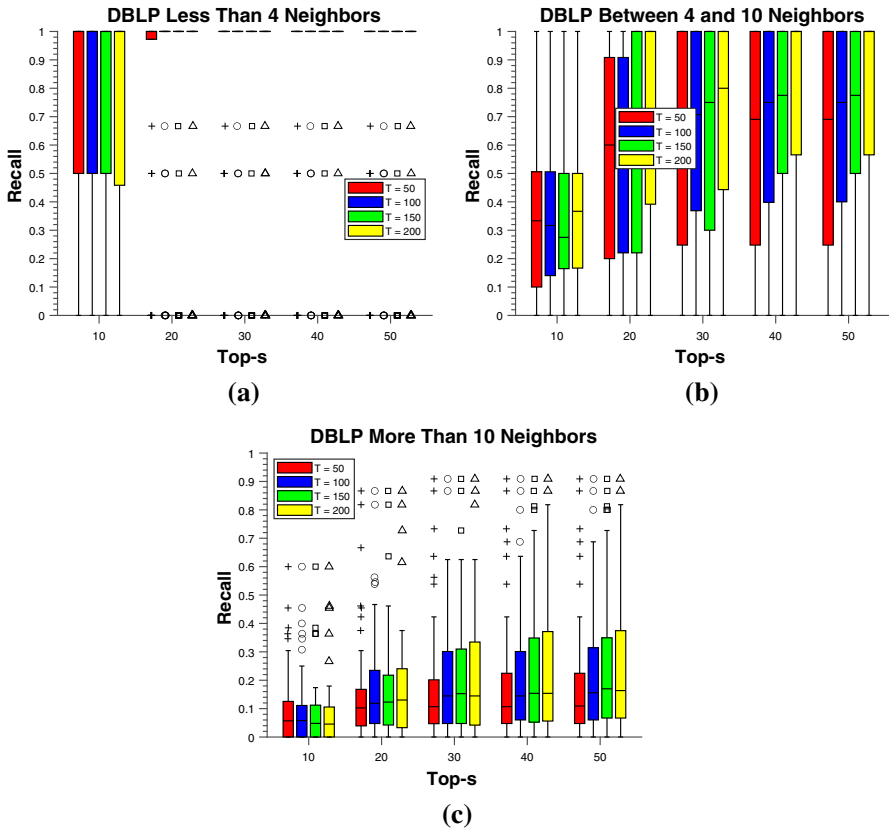 DBLP Less Than 4 Neighbors
1
0.9
0.8
0.7
0.6
0.5
0.4
0.3
0.2
0.1
0
Recall
T = 50
T = 100
T = 150
T = 200
10 20 30 40 50
Top-s
(a)
DBLP Between 4 and 10 Neighbors
1
0.9
0.8
0.7
0.6
0.5
0.4
0.3
0.2
0.1
0
Recall
T = 50
T = 100
T = 150
T = 200
10 20 30 40 50
Top-s
(b)
DBLP More Than 10 Neighbors
1
0.9
0.8
0.7
0.6
0.5
0.4
0.3
0.2
0.1
0
Recall
T = 50
T = 100
T = 150
T = 200
10 20 30 40 50
Top-s
(c)